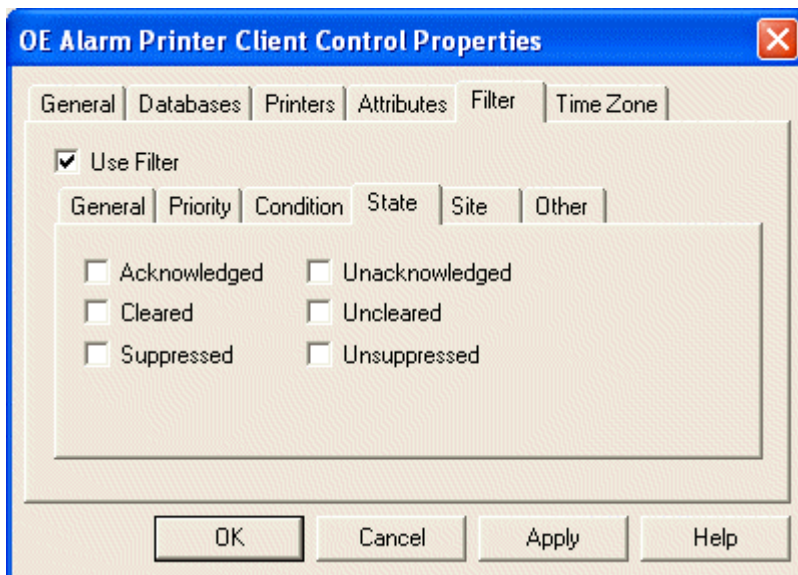 OE Alarm Printer Client Control Properties
General Databases Printers Attributes Filter Time Zone
Use Filter
General Priority Condition State Site Other
Acknowledged Unacknowledged
Cleared Uncleared
Suppressed Unsuppressed
OK Cancel Apply Help